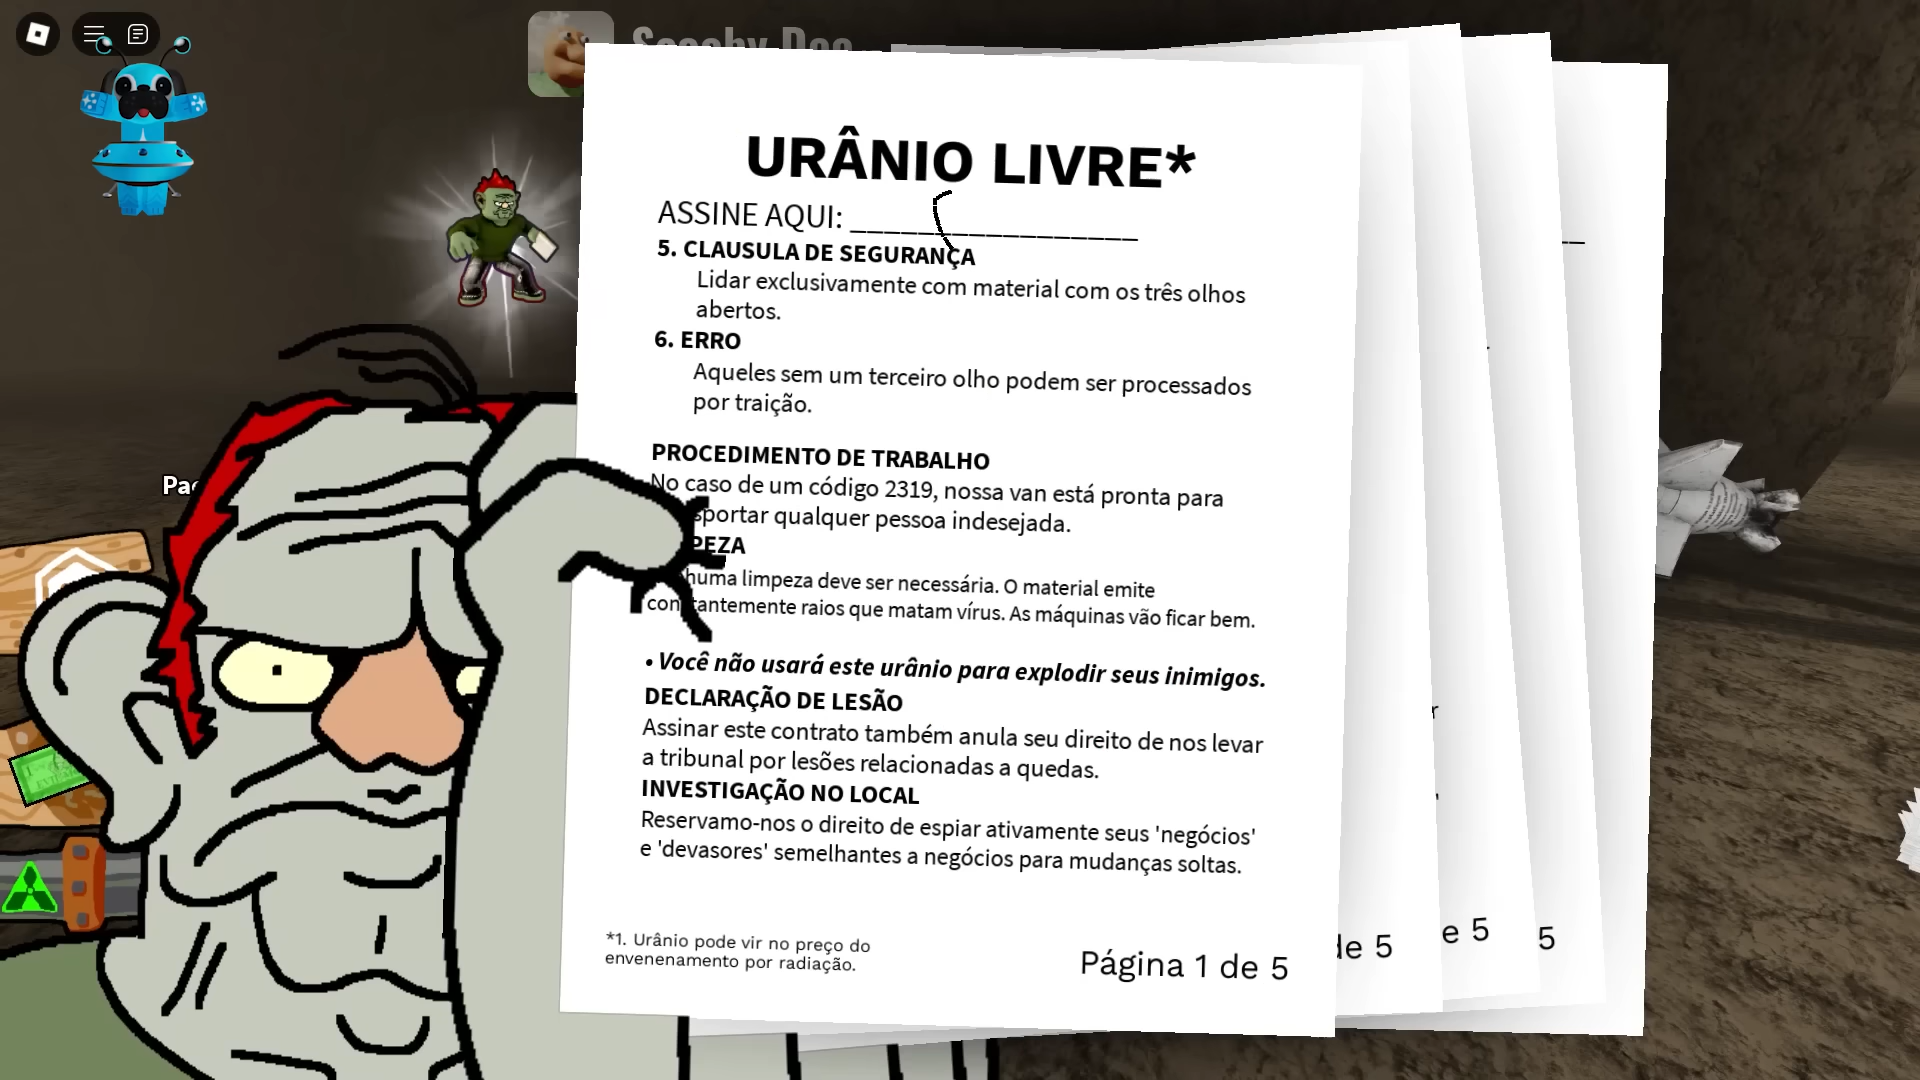 Scooby Doo
URÂNIO LIVRE*
ASSINE AQUI: _________________
5. CLAUSULA DE SEGURANÇA
Lidar exclusivamente com material com os três olhos
abertos.
6. ERRO
Aqueles sem um terceiro olho podem ser processados
por traição.
PROCEDIMENTO DE TRABALHO
No caso de um código 2319, nossa van está pronta para
sportar qualquer pessoa indesejada.
PEZA
huma limpeza deve ser necessária. O material emite
constantemente raios que matam vírus. As máquinas vão ficar bem.
• Você não usará este urânio para explodir seus inimigos.
DECLARAÇÃO DE LESÃO
Assinar este contrato também anula seu direito de nos levar
a tribunal por lesões relacionadas a quedas.
INVESTIGAÇÃO NO LOCAL
Reservamo-nos o direito de espiar ativamente seus 'negócios'
e 'devasores' semelhantes a negócios para mudanças soltas.
*1. Urânio pode vir no preço do
envenenamento por radiação.
Página 1 de 5
de 5
e 5
5